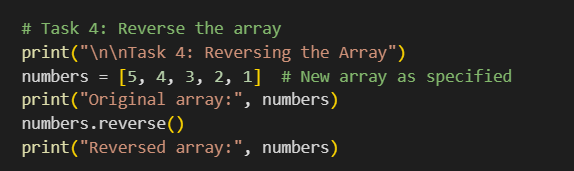 # Task 4: Reverse the array
print("\n\nTask 4: Reversing the Array")
numbers = [5, 4, 3, 2, 1]  # New array as specified
print("Original array:", numbers)
numbers.reverse()
print("Reversed array:", numbers)